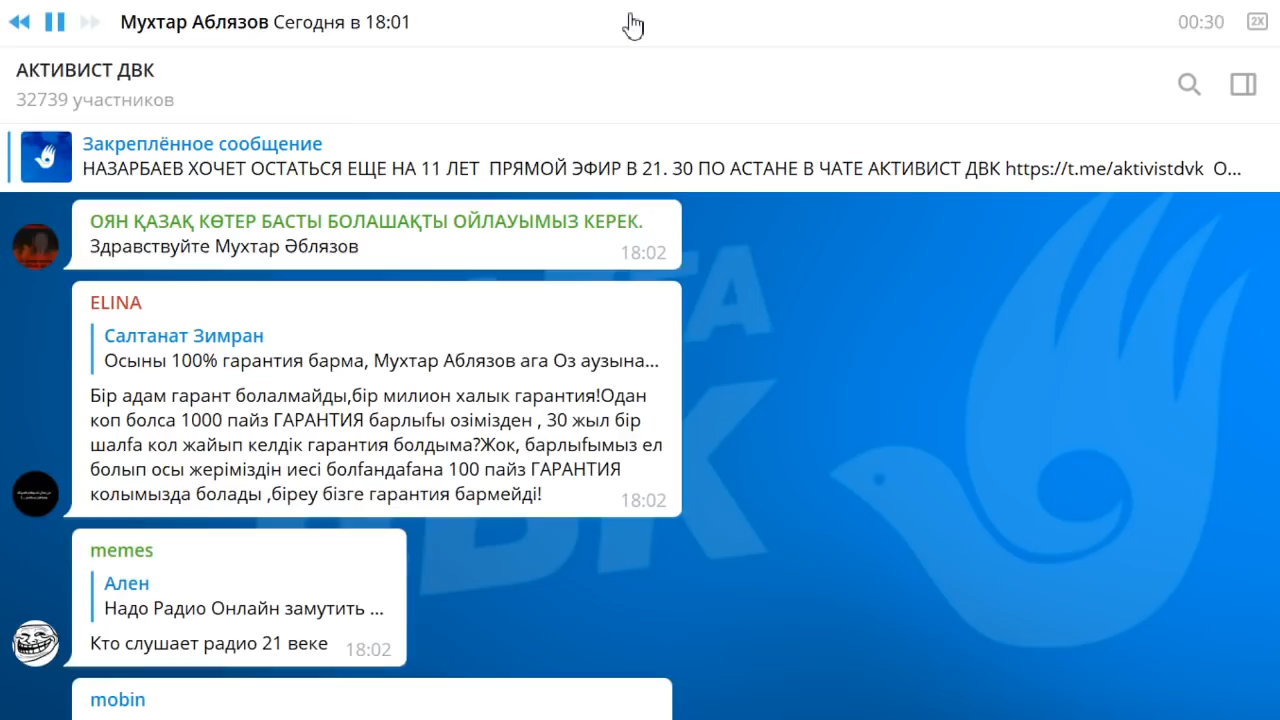 Мухтар Аблязов Сегодня в 18:01
00:30
2X
АКТИВИСТ ДВК
32739 участников
Закреплённое сообщение
НАЗАРБАЕВ ХОЧЕТ ОСТАТЬСЯ ЕЩЕ НА 11 ЛЕТ ПРЯМОЙ ЭФИР В 21. 30 ПО АСТАНЕ В ЧАТЕ АКТИВИСТ ДВК https://t.me/aktivistdvk О...
ОЯН ҚАЗАҚ КӨТЕР БАСТЫ БОЛАШАҚТЫ ОЙЛАУЫМЫЗ КЕРЕК.
Здравствуйте Мухтар Әблязов
18:02
ELINA
Салтанат Зимран
Осыны 100% гарантия барма, Мухтар Аблязов ага Оз аузына...
Бір адам гарант болалмайды,бір милион халык гарантия!Одан
коп болса 1000 пайз ГАРАНТИЯ барлығы озімізден , 30 жыл бір
шалға кол жайып келдік гарантия болдыма?Жок, барлығымыз ел
болып осы жеріміздін иесі болғандағана 100 пайз ГАРАНТИЯ
колымызда болады ,біреу бізге гарантия бармейді!
18:02
memes
Ален
Надо Радио Онлайн замутить ...
Кто слушает радио 21 веке
18:02
mobin